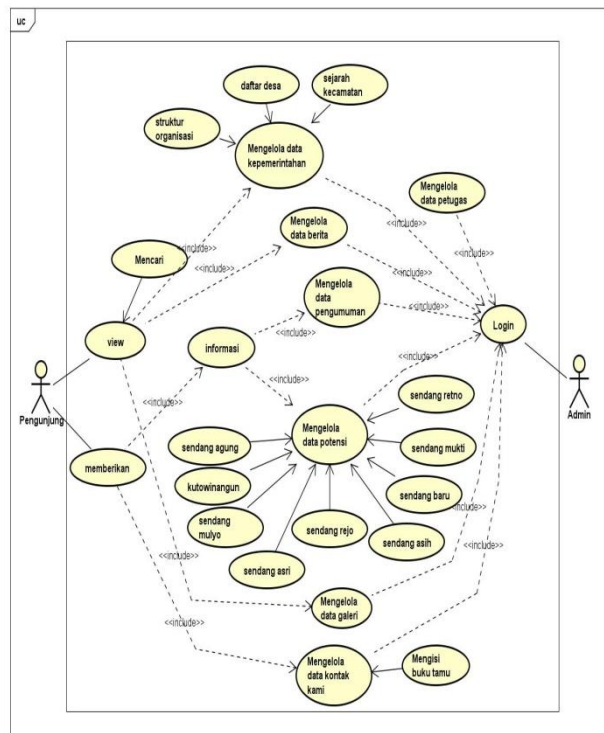 uc
daftar desa
sejarah
kecamatan
struktur
organisasi
Mengelola data
kepemerintahan
Mengelola
data petugas
Mengelola
data berita
<<include>>
<<include>>
<<include>>
Mencari
<<include>>
<<include>>
Mengelola
data
pengumuman
<<include>>
view
informasi
<<include>>
Login
Pengunjung
Admin
<<include>>
<<include>>
<<include>>
sendang retno
Mengelola
data potensi
sendang agung
sendang mukti
memberikan
kutowinangun
sendang baru
sendang
mulyo
sendang rejo
sendang asih
include>>
sendang asri
<<include>>
<<include>>
Mengelola
data galeri
<<include>>
Mengelola
data kontak
kami
Mengisi
buku tamu